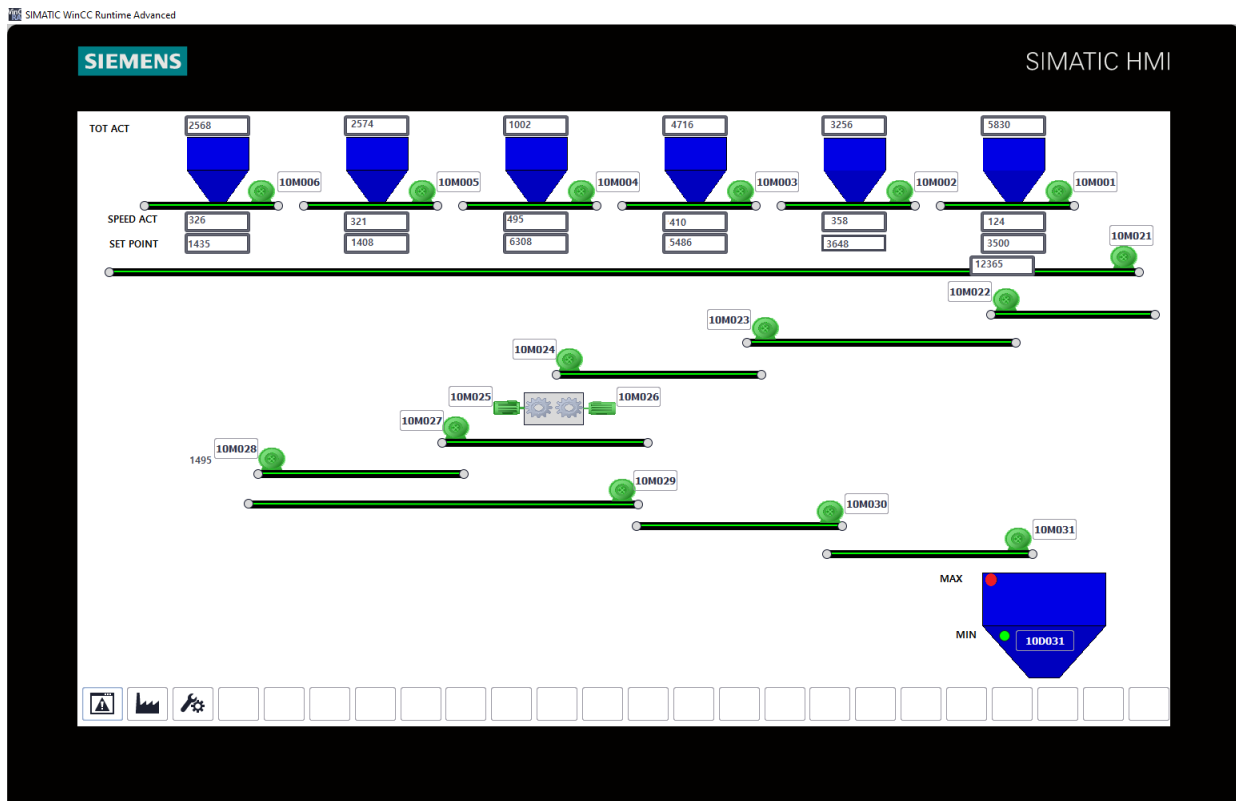 SIMATIC WinCC Runtime Advanced
SIEMENS
SIMATIC HMI
TOT ACT 2568 2574 1002 4716 3256 5830
10M006 10M005 10M004 10M003 10M002 10M001
SPEED ACT 326 321 495 410 358 124
SET POINT 1435 1408 6308 5486 3648 3500
10M021
12365
10M022
10M023
10M024
10M025 10M026
10M027
10M028
1495
10M029
10M030
10M031
MAX
MIN 10D031